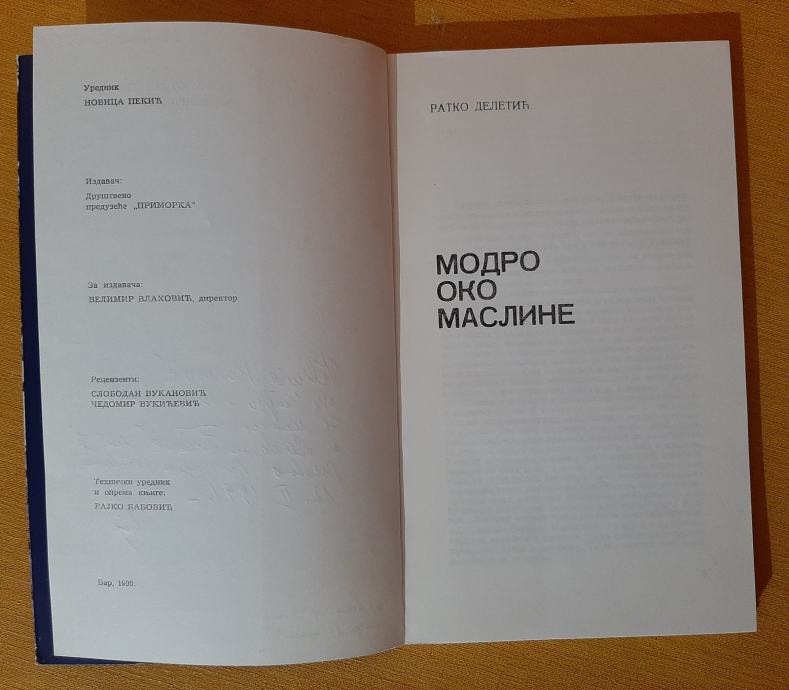 Уредник
НОВИЦА ПЕКИЋ
Издавач:
Друштвено
предузеће „ПРИМОРКА“
За издавача:
ВЕЛИМИР ВЛАХОВИЋ, директор
Рецензенти:
СЛОБОДАН ВУКАНОВИЋ
ЧЕДОМИР ВУКИЋЕВИЋ
Технички уредник
и опрема књиге:
РАЈКО БАБОВИЋ
Бар, 1990.
РАТКО ДЕЛЕТИЋ
МОДРО
ОКО
МАСЛИНЕ